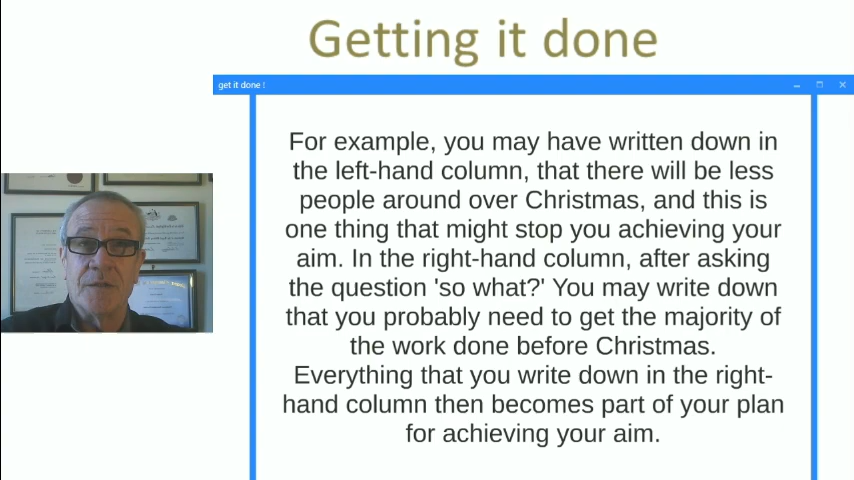 Getting it done
get it done !
For example, you may have written down in
the left-hand column, that there will be less
people around over Christmas, and this is
one thing that might stop you achieving your
aim. In the right-hand column, after asking
the question 'so what?' You may write down
that you probably need to get the majority of
the work done before Christmas.
Everything that you write down in the right-
hand column then becomes part of your plan
for achieving your aim.